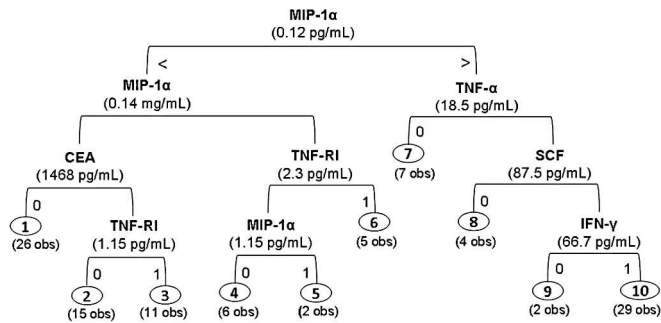 MIP-1α
(0.12 pg/mL)
< >
MIP-1α TNF-α
(0.14 mg/mL) (18.5 pg/mL)
0
CEA TNF-RI 7 SCF
(1468 pg/mL) (2.3 pg/mL) (7 obs) (87.5 pg/mL)
0 1 0
1 TNF-RI MIP-1α 6 8 IFN-γ
(26 obs) (1.15 pg/mL) (1.15 pg/mL) (5 obs) (4 obs) (66.7 pg/mL)
0 1 0 1 0 1
2 3 4 5 9 10
(15 obs) (11 obs) (6 obs) (2 obs) (2 obs) (29 obs)